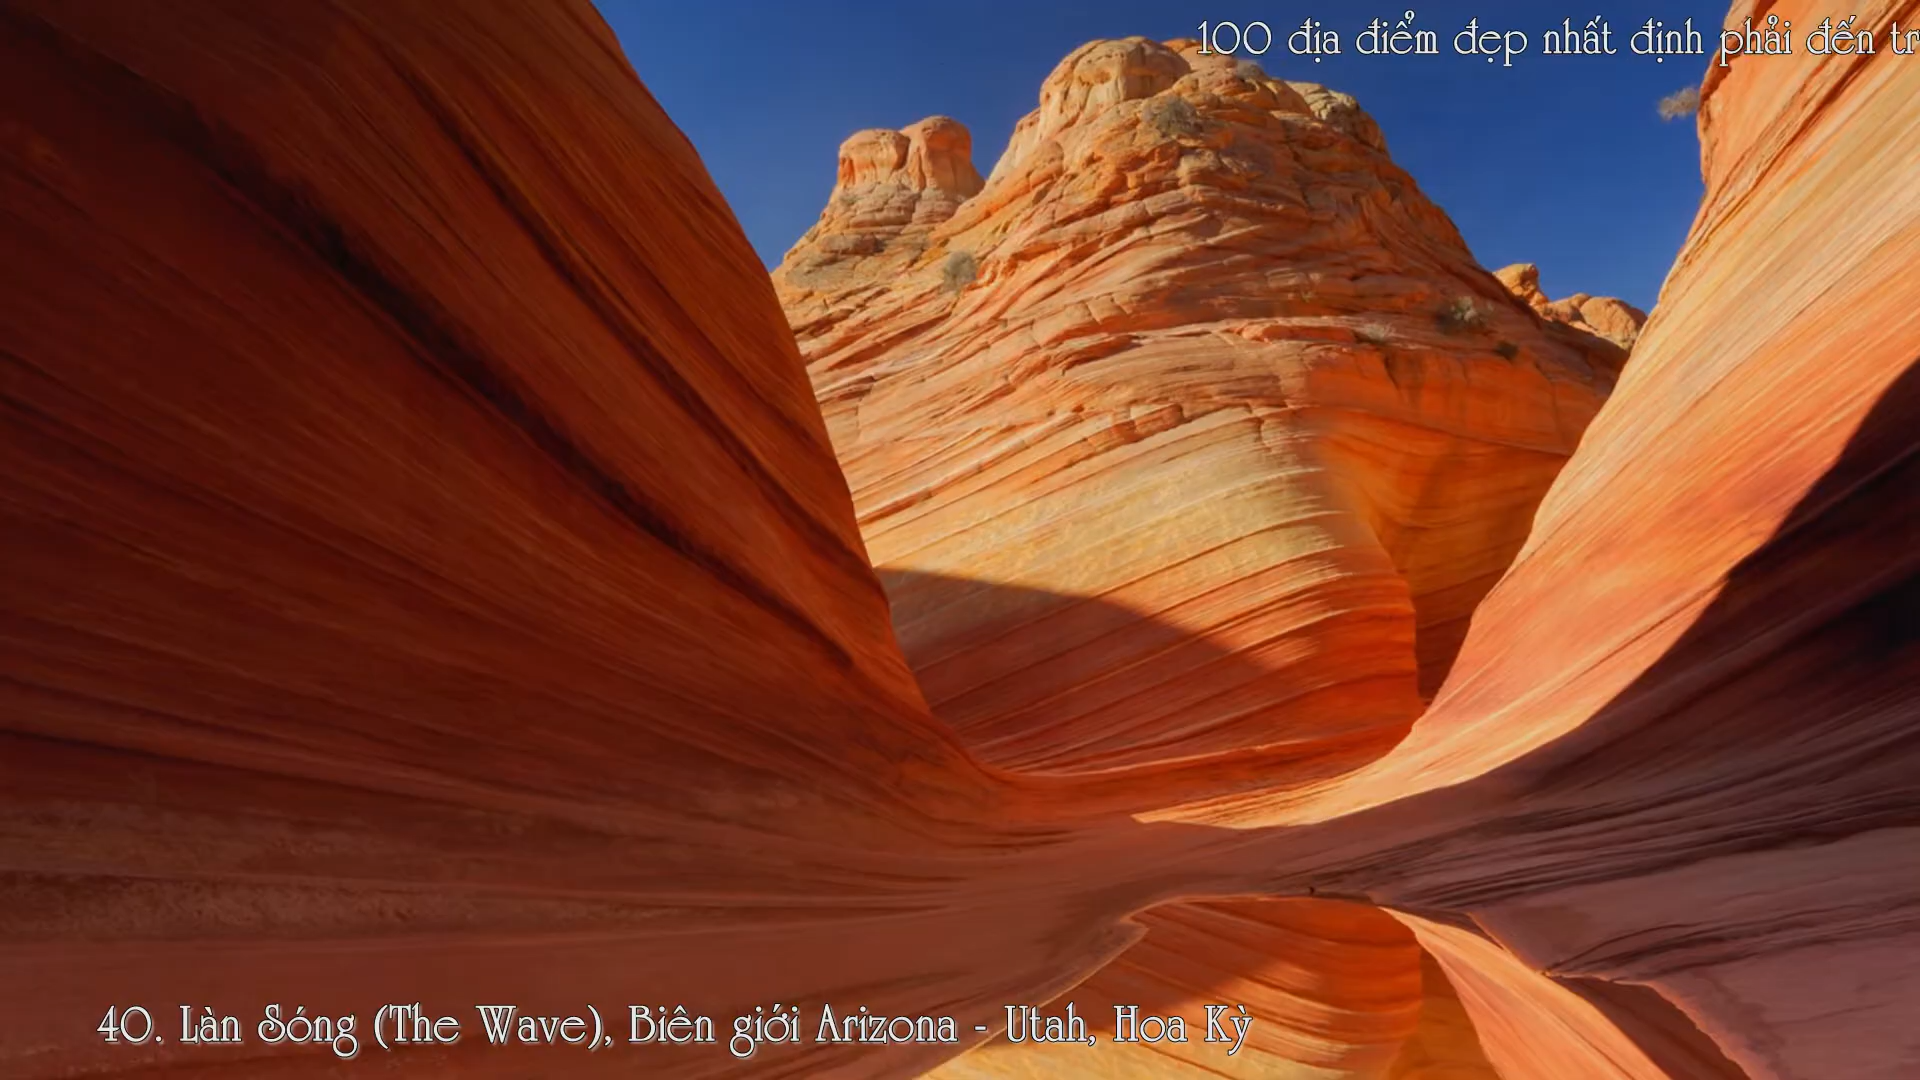 100 địa điểm đẹp nhất định phải đến tr
40. Làn Sóng (The Wave), Biên giới Arizona - Utah, Hoa Kỳ